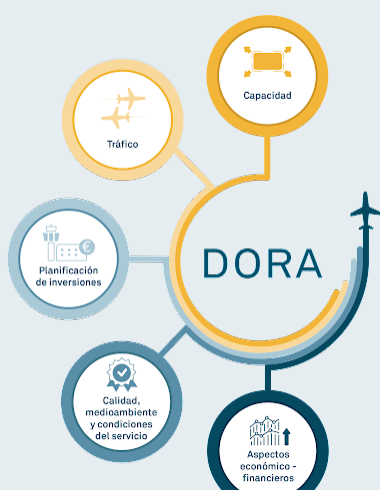 Capacidad
Tráfico
DORA
Planificación
de inversiones
€
Calidad,
medioambiente
y condiciones
del servicio
Aspectos
económico -
financieros